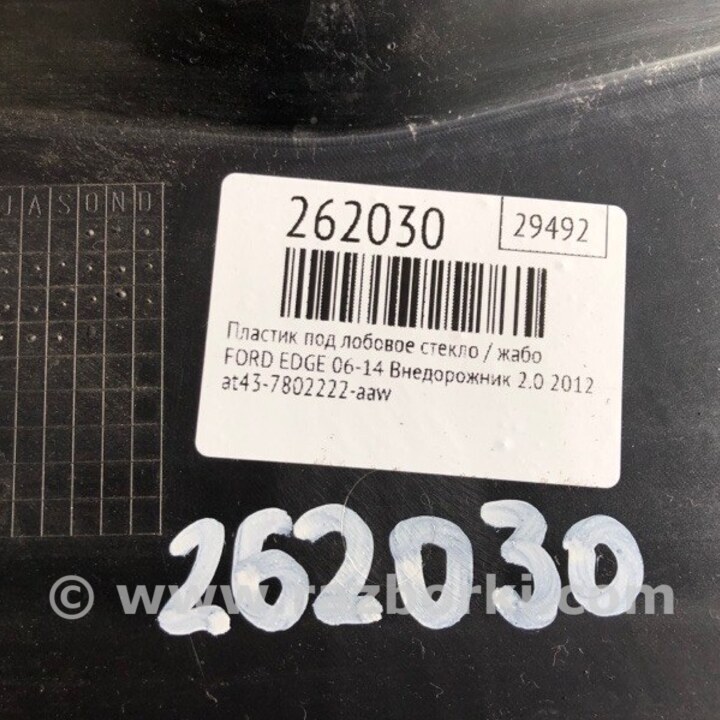 J A S O N D
262030
29492
Пластик под лобовое стекло / жабо
FORD EDGE 06-14 Внедорожник 2.0 2012
at43-7802222-aaw
262030
© www.razborki.com